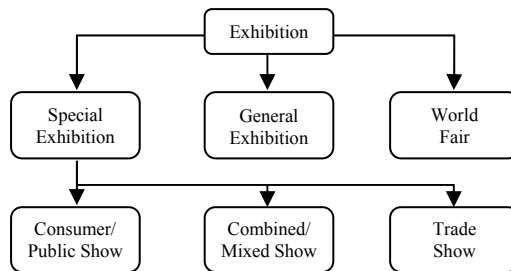 Exhibition
Special
Exhibition
General
Exhibition
World
Fair
Consumer/
Public Show
Combined/
Mixed Show
Trade
Show